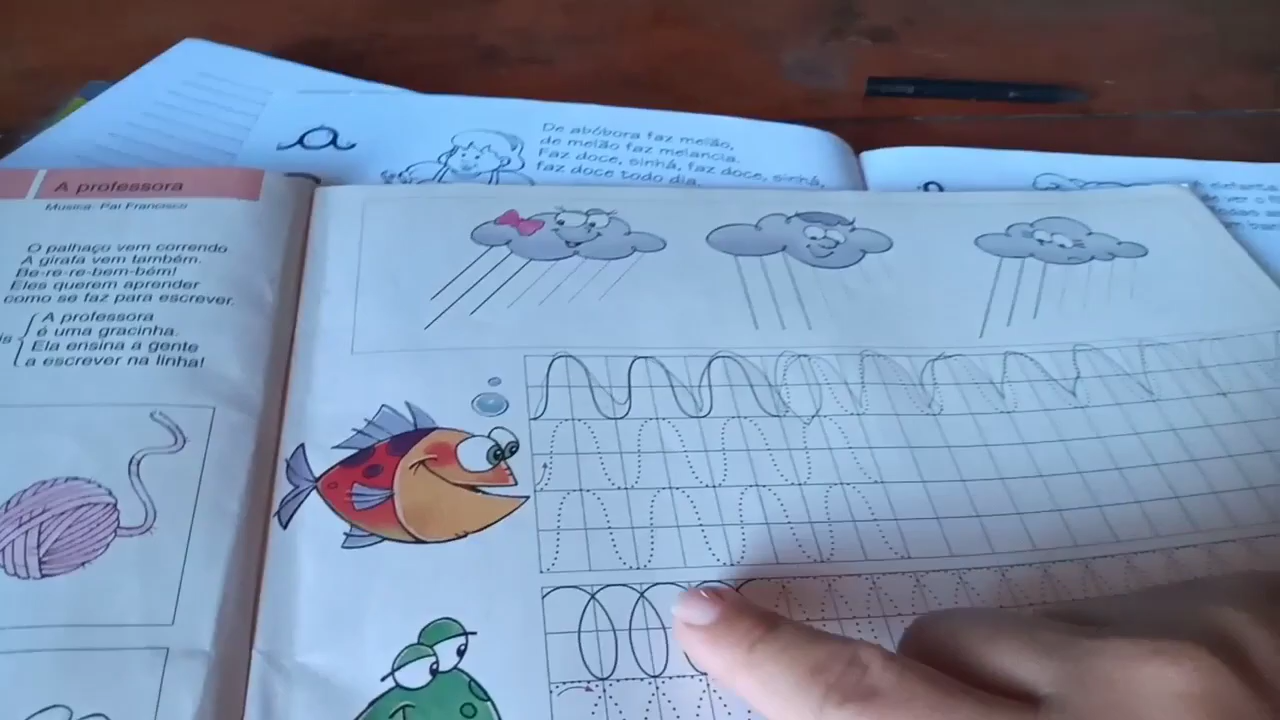 a
De abóbora faz melão,
de melão faz melancia.
Faz doce, sinhá, faz doce, sinhá,
faz doce todo dia.
A professora
Música: Pai Francisco
O palhaço vem correndo
A girafa vem também.
Be-re-re-bem-bém!
Eles querem aprender
como se faz para escrever.
A professora
é uma gracinha.
Ela ensina a gente
a escrever na linha!